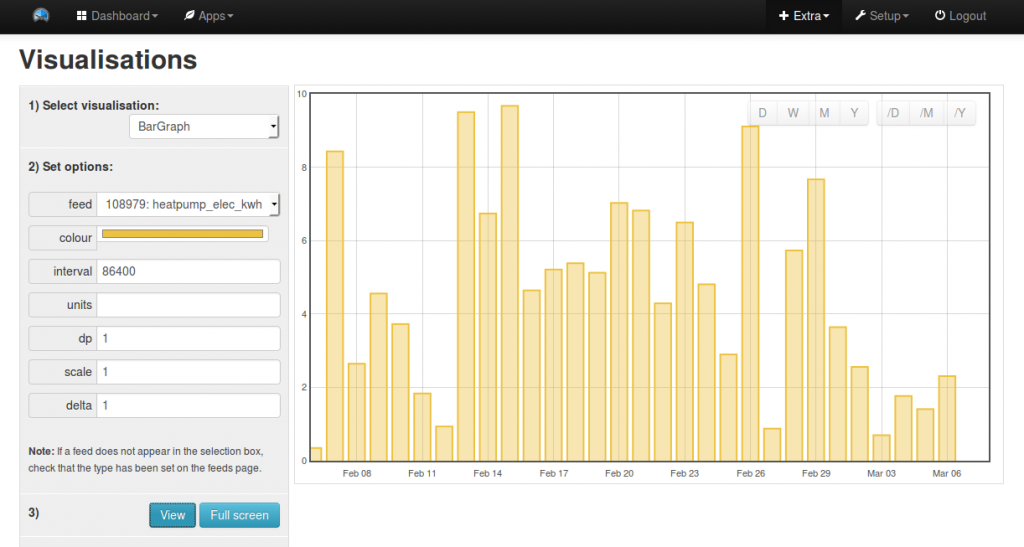 Dashboard Apps Extra Setup Logout
Visualisations
1) Select visualisation:
BarGraph
2) Set options:
feed 108979: heatpump_elec_kwh
colour
interval 86400
units
dp 1
scale 1
delta 1
Note: If a feed does not appear in the selection box,
check that the type has been set on the feeds page.
3) View Full screen
D W M Y /D /M /Y
10
8
6
4
2
0
Feb 08 Feb 11 Feb 14 Feb 17 Feb 20 Feb 23 Feb 26 Feb 29 Mar 03 Mar 06